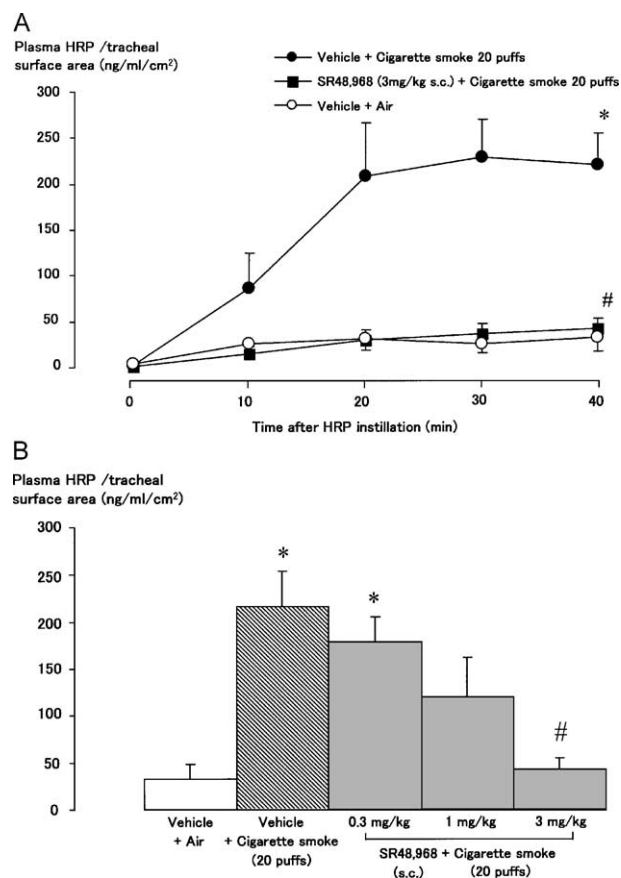 A
Plasma HRP /tracheal
surface area (ng/ml/cm²)
Vehicle + Cigarette smoke 20 puffs
SR48,968 (3mg/kg s.c.) + Cigarette smoke 20 puffs
Vehicle + Air
300
250
200
150
100
50
0
*
#
0 10 20 30 40
Time after HRP instillation (min)
B
Plasma HRP /tracheal
surface area (ng/ml/cm²)
300
250
200
150
100
50
0
* * #
Vehicle + Air
Vehicle + Cigarette smoke (20 puffs)
0.3 mg/kg 1 mg/kg 3 mg/kg
SR48,968 + Cigarette smoke
(s.c.) (20 puffs)